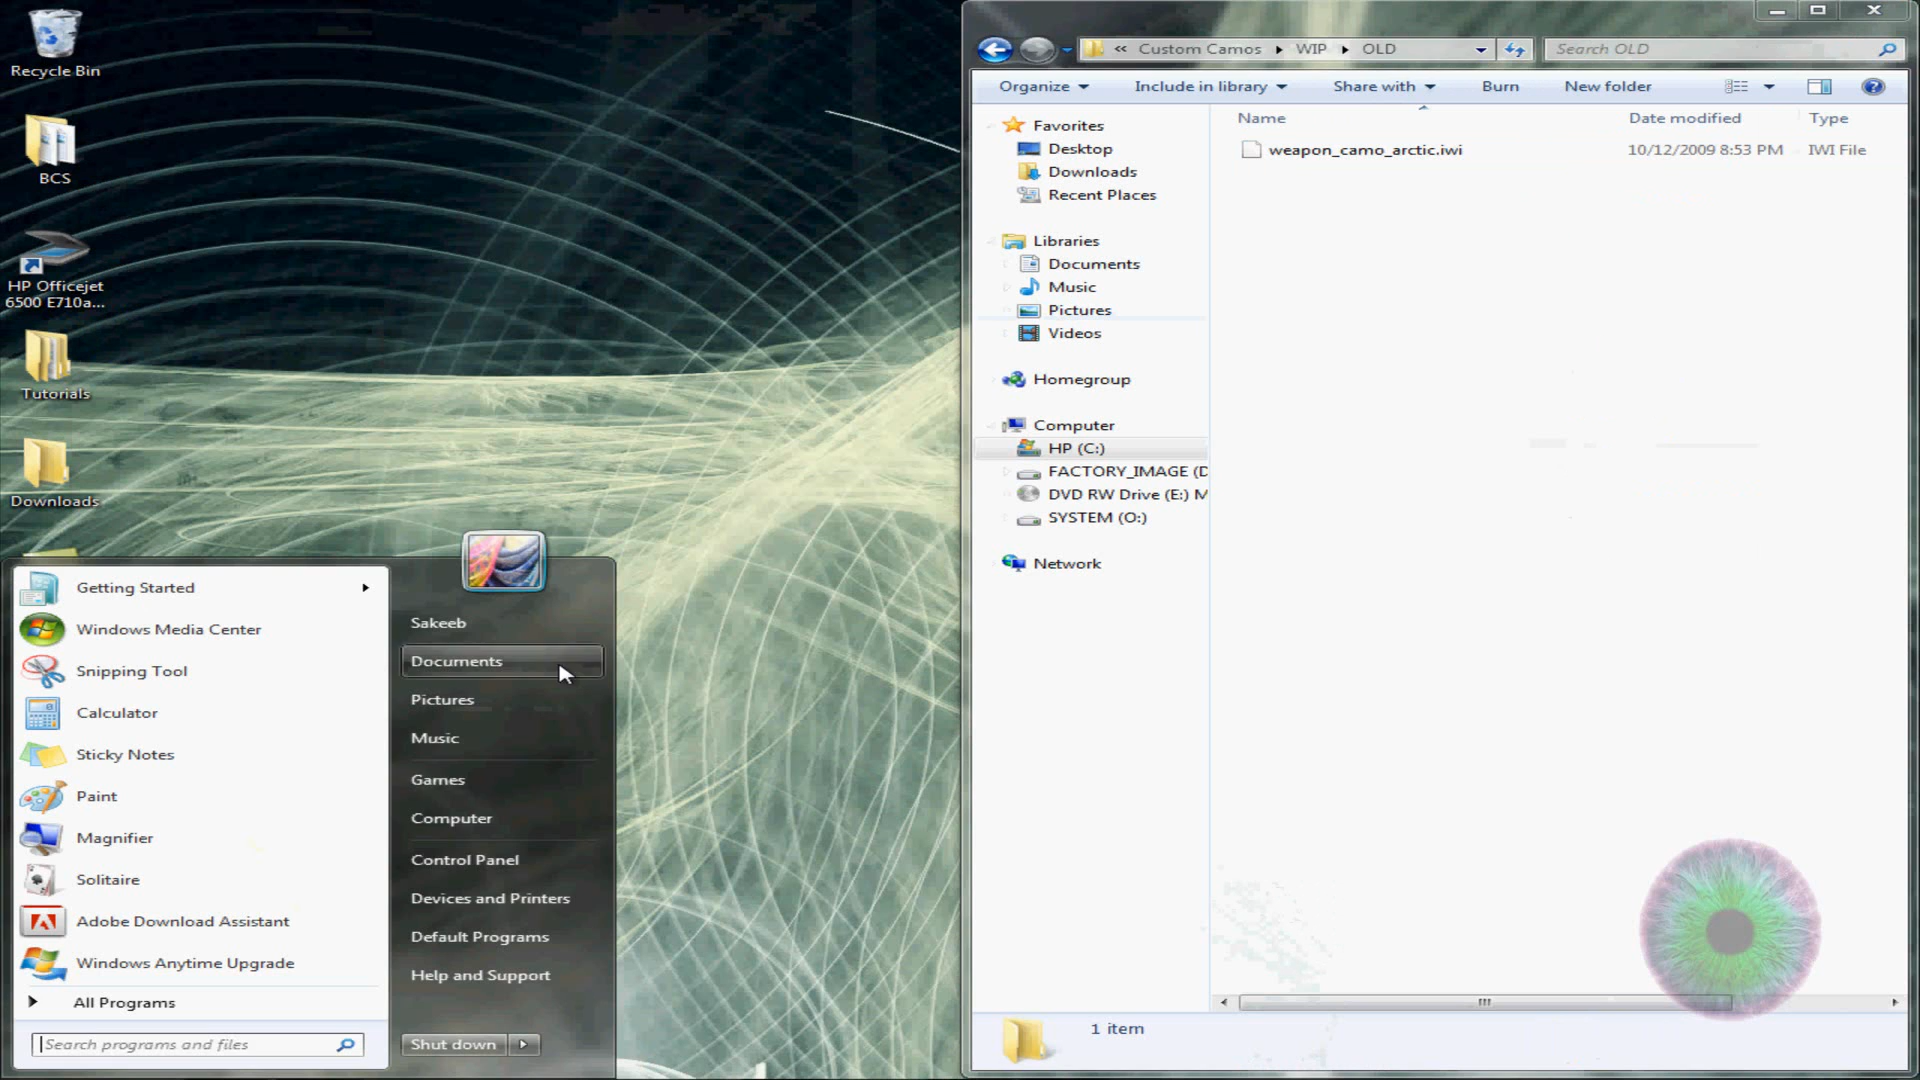 Recycle Bin
BCS
HP Officejet
6500 E710a...
Tutorials
Downloads
Getting Started
Windows Media Center
Snipping Tool
Calculator
Sticky Notes
Paint
Magnifier
Solitaire
Adobe Download Assistant
Windows Anytime Upgrade
All Programs
Search programs and files
Sakeeb
Documents
Pictures
Music
Games
Computer
Control Panel
Devices and Printers
Default Programs
Help and Support
Shut down
« Custom Camos WIP OLD
Search OLD
Organize Include in library Share with Burn New folder
Favorites
Desktop
Downloads
Recent Places
Libraries
Documents
Music
Pictures
Videos
Homegroup
Computer
HP (C:)
FACTORY_IMAGE (D
DVD RW Drive (E:) M
SYSTEM (O:)
Network
Name Date modified Type
weapon_camo_arctic.iwi 10/12/2009 8:53 PM IWI File
1 item